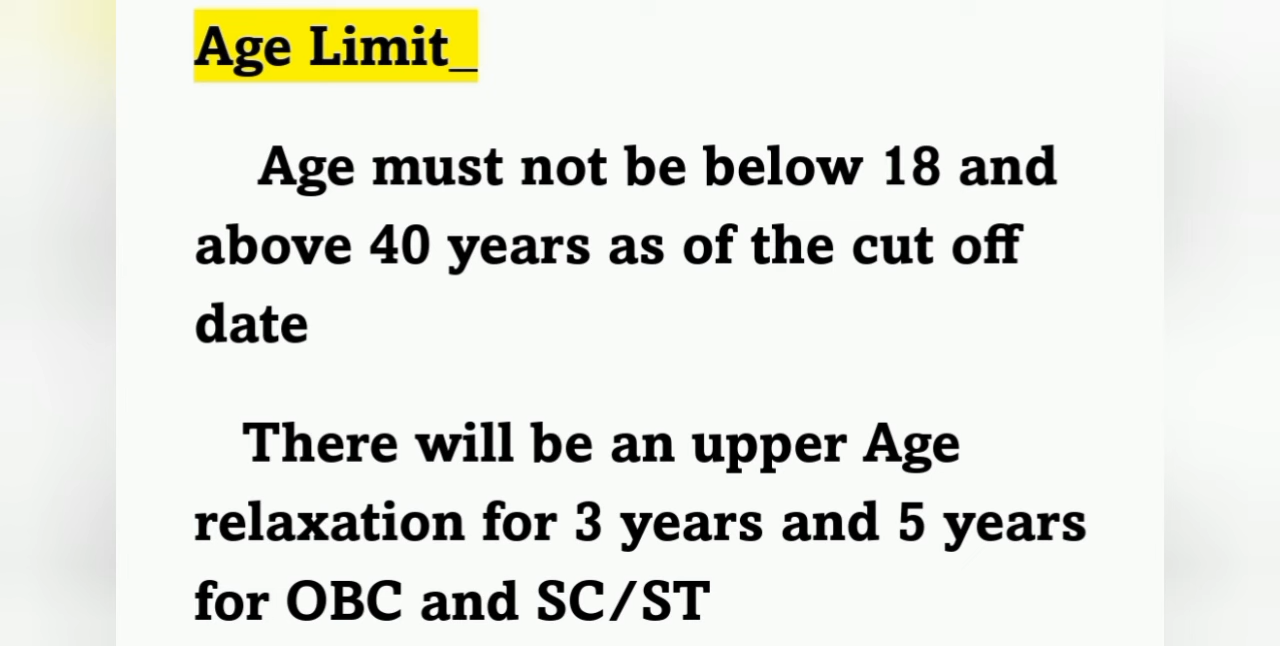 Age Limit_
Age must not be below 18 and
above 40 years as of the cut off
date
There will be an upper Age
relaxation for 3 years and 5 years
for OBC and SC/ST